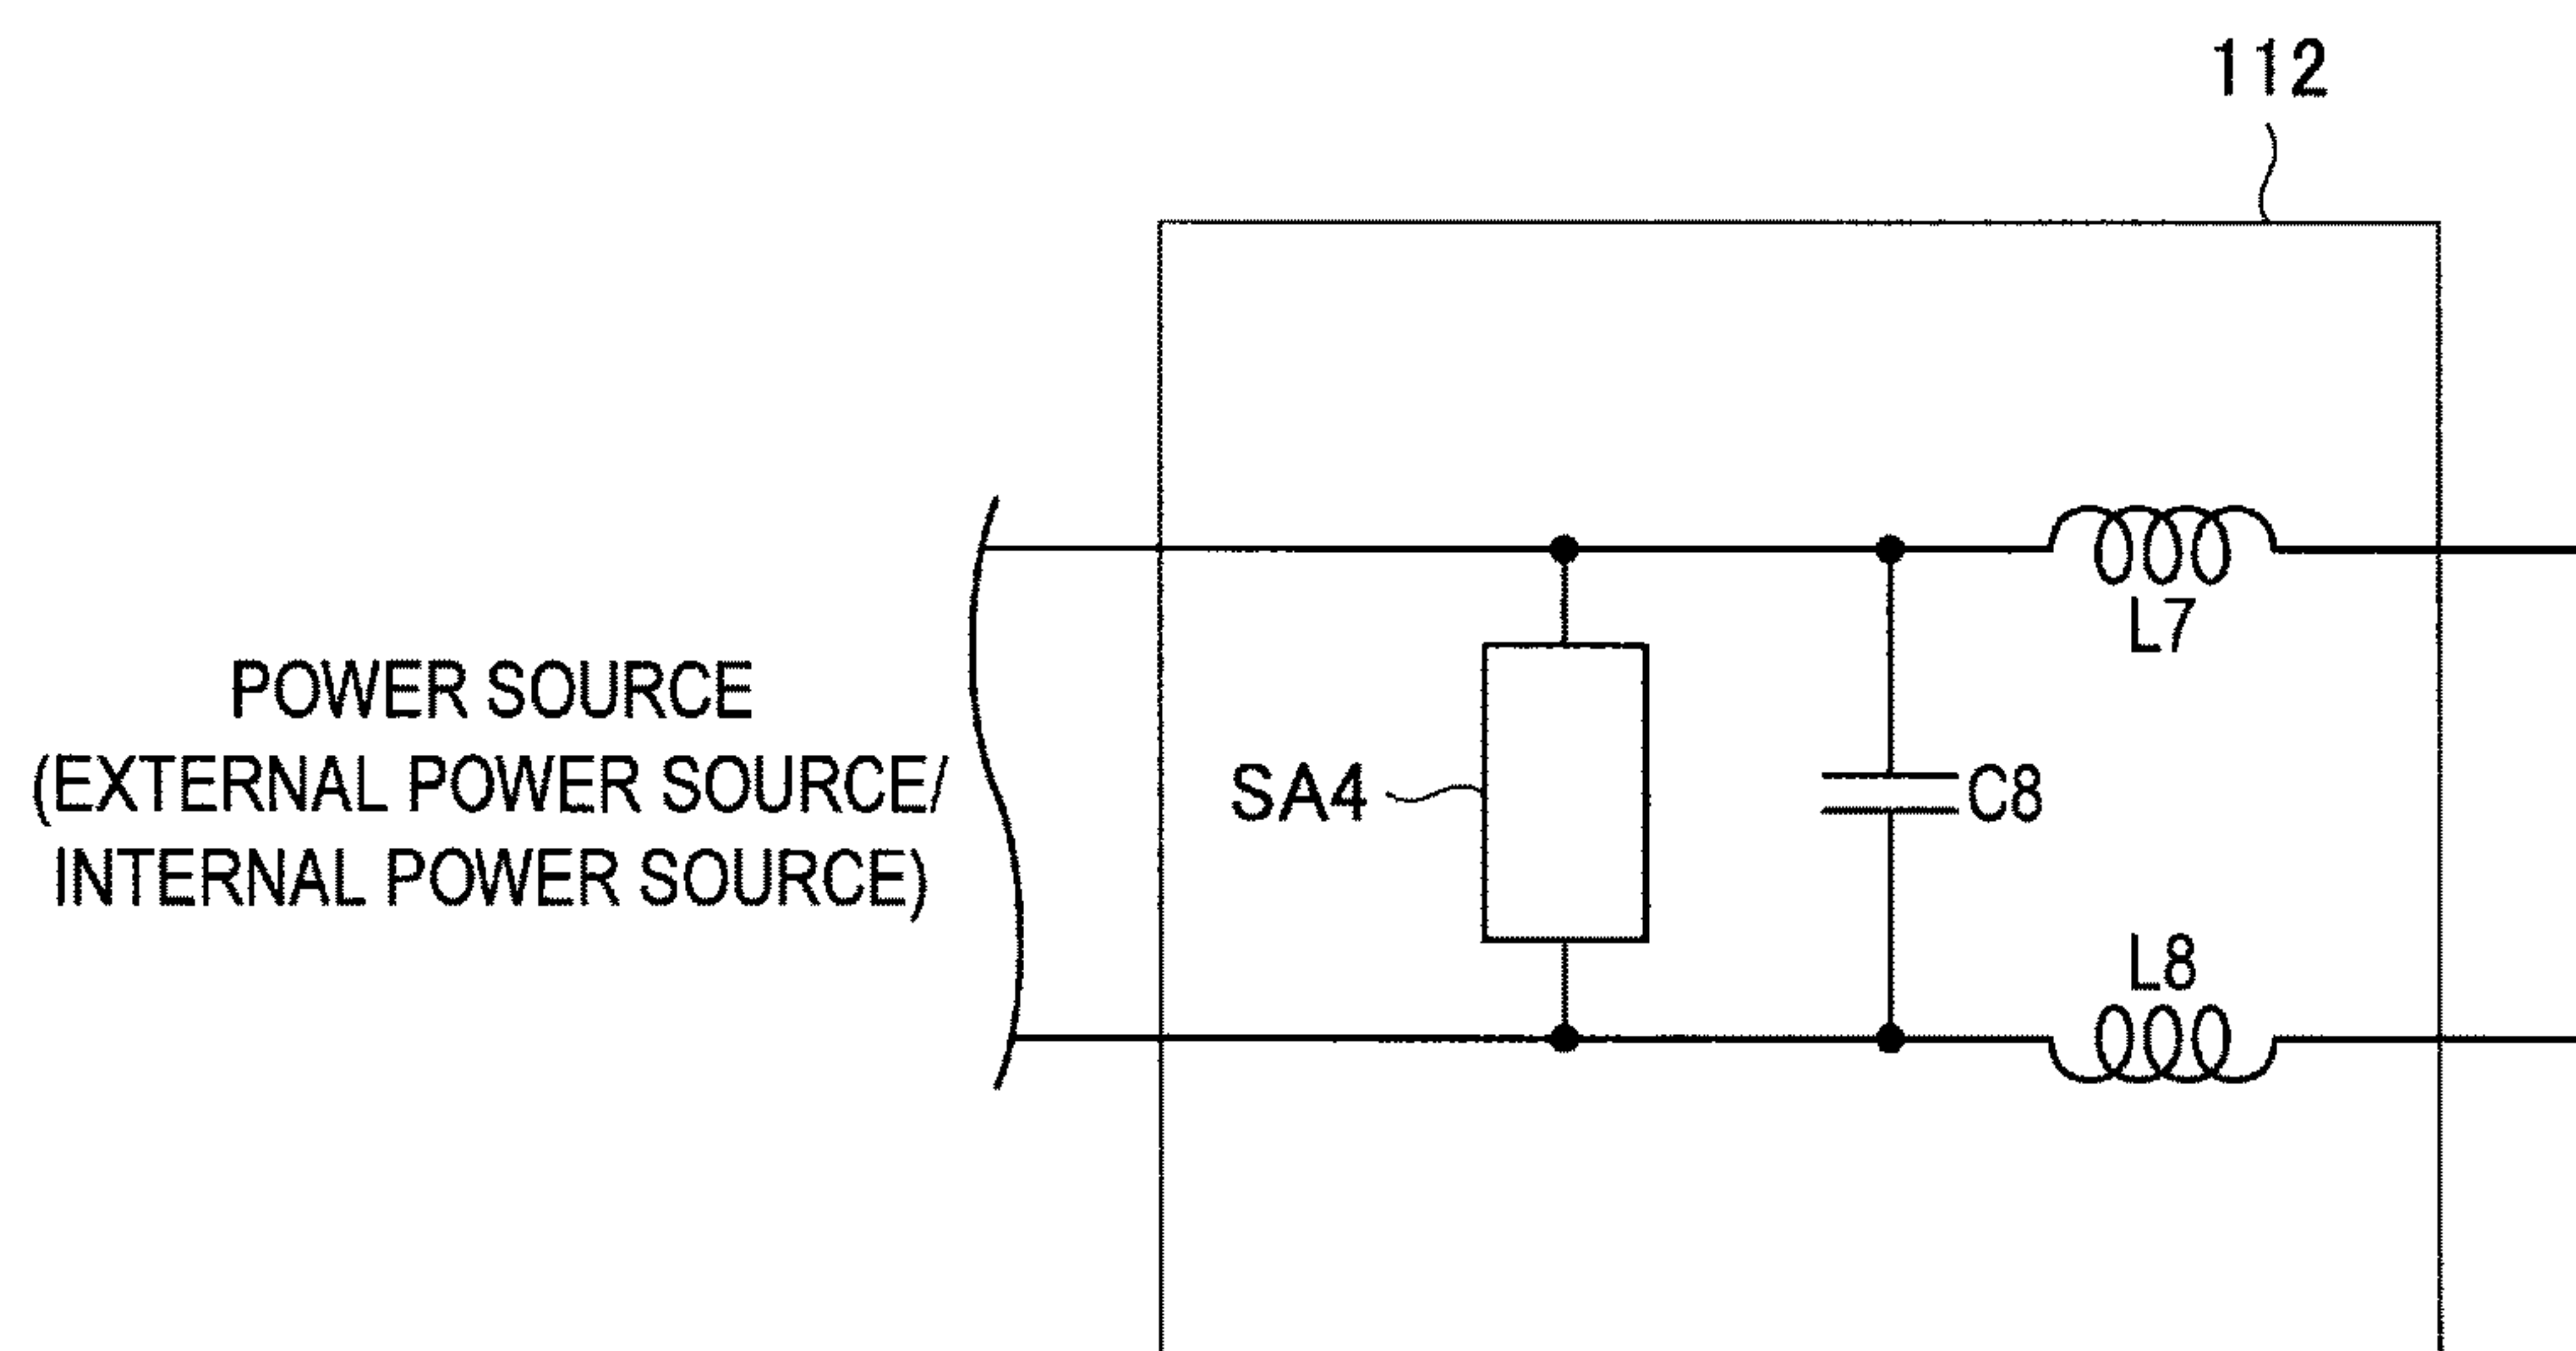 112
L7
POWER SOURCE
(EXTERNAL POWER SOURCE/
INTERNAL POWER SOURCE)
SA4
C8
L8